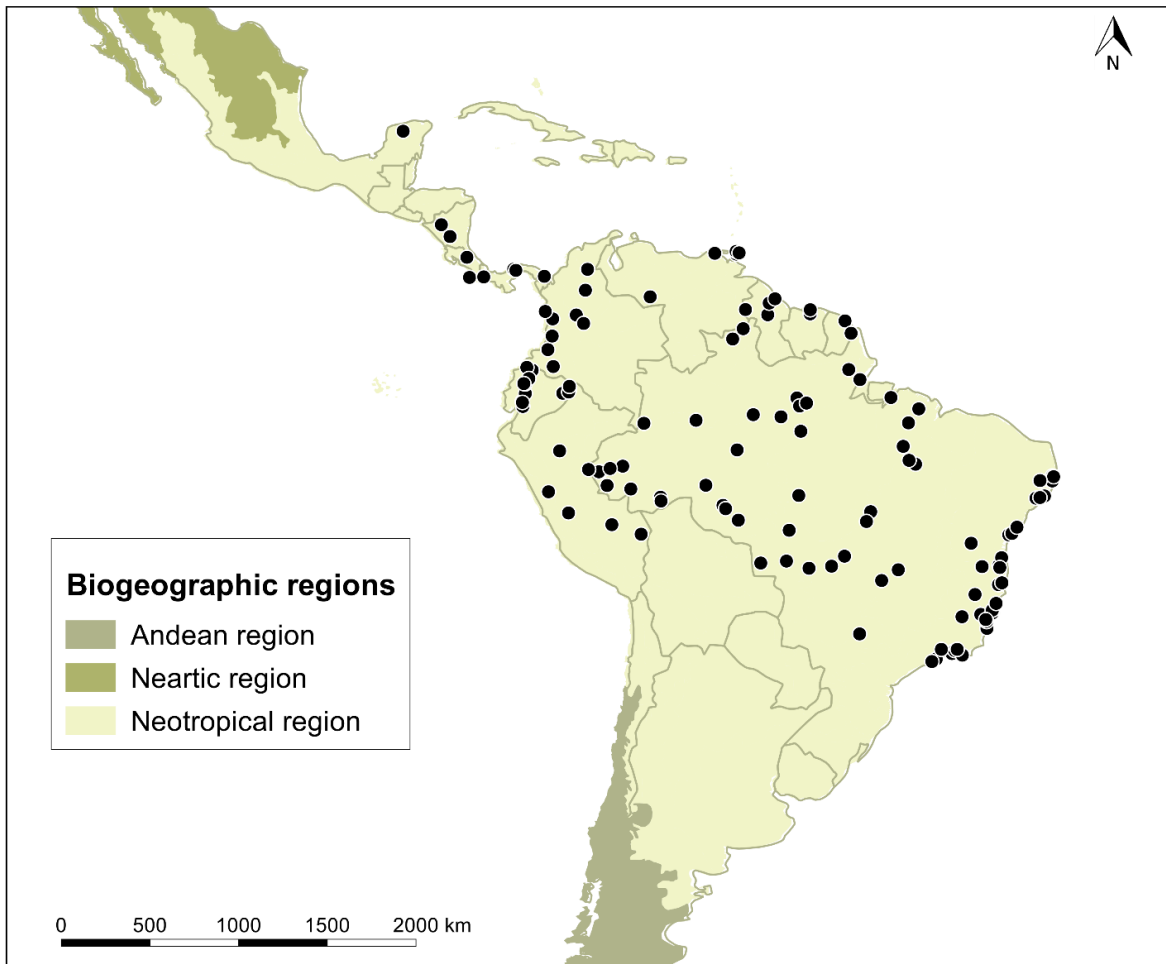 N
Biogeographic regions
Andean region
Neartic region
Neotropical region
0 500 1000 1500 2000 km